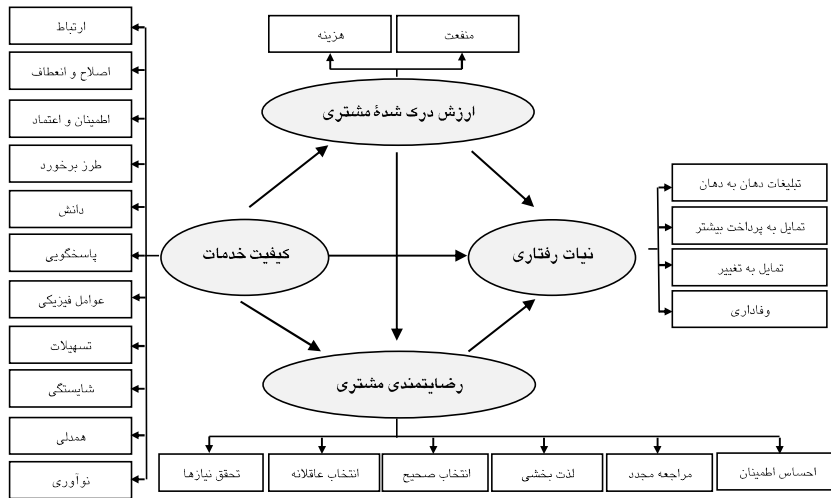 منفعت
هزینه
ارزش درک شدهٔ مشتری
ارتباط
اصلاح و انعطاف
اطمینان و اعتماد
طرز برخورد
دانش
پاسخگویی
عوامل فیزیکی
تسهیلات
شایستگی
همدلی
نوآوری
کیفیت خدمات
نیات رفتاری
تبلیغات دهان به دهان
تمایل به پرداخت بیشتر
تمایل به تغییر
وفاداری
رضایتمندی مشتری
احساس اطمینان
مراجعه مجدد
لذت بخشی
انتخاب صحیح
انتخاب عاقلانه
تحقق نیازها